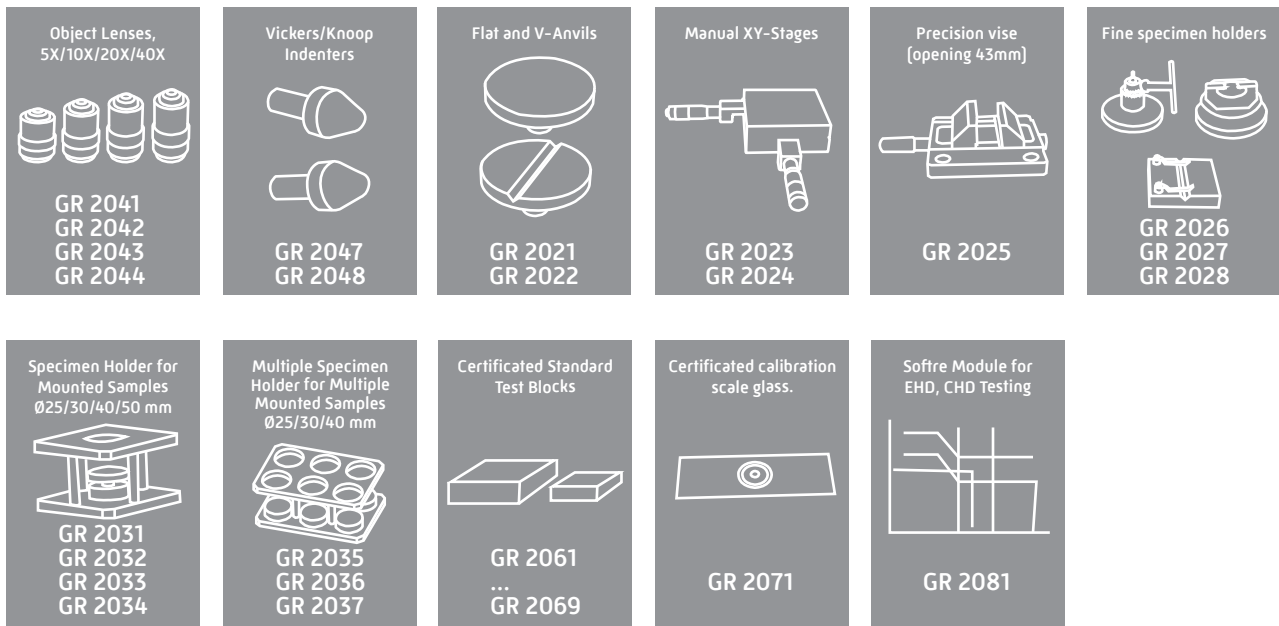 Object Lenses,
5X/10X/20X/40X
GR 2041
GR 2042
GR 2043
GR 2044
Vickers/Knoop
Indenters
GR 2047
GR 2048
Flat and V-Anvils
GR 2021
GR 2022
Manual XY-Stages
GR 2023
GR 2024
Precision vise
(opening 43mm)
GR 2025
Fine specimen holders
GR 2026
GR 2027
GR 2028
Specimen Holder for
Mounted Samples
Ø25/30/40/50 mm
GR 2031
GR 2032
GR 2033
GR 2034
Multiple Specimen
Holder for Multiple
Mounted Samples
Ø25/30/40 mm
GR 2035
GR 2036
GR 2037
Certificated Standard
Test Blocks
GR 2061
...
GR 2069
Certificated calibration
scale glass.
GR 2071
Softre Module for
EHD, CHD Testing
GR 2081